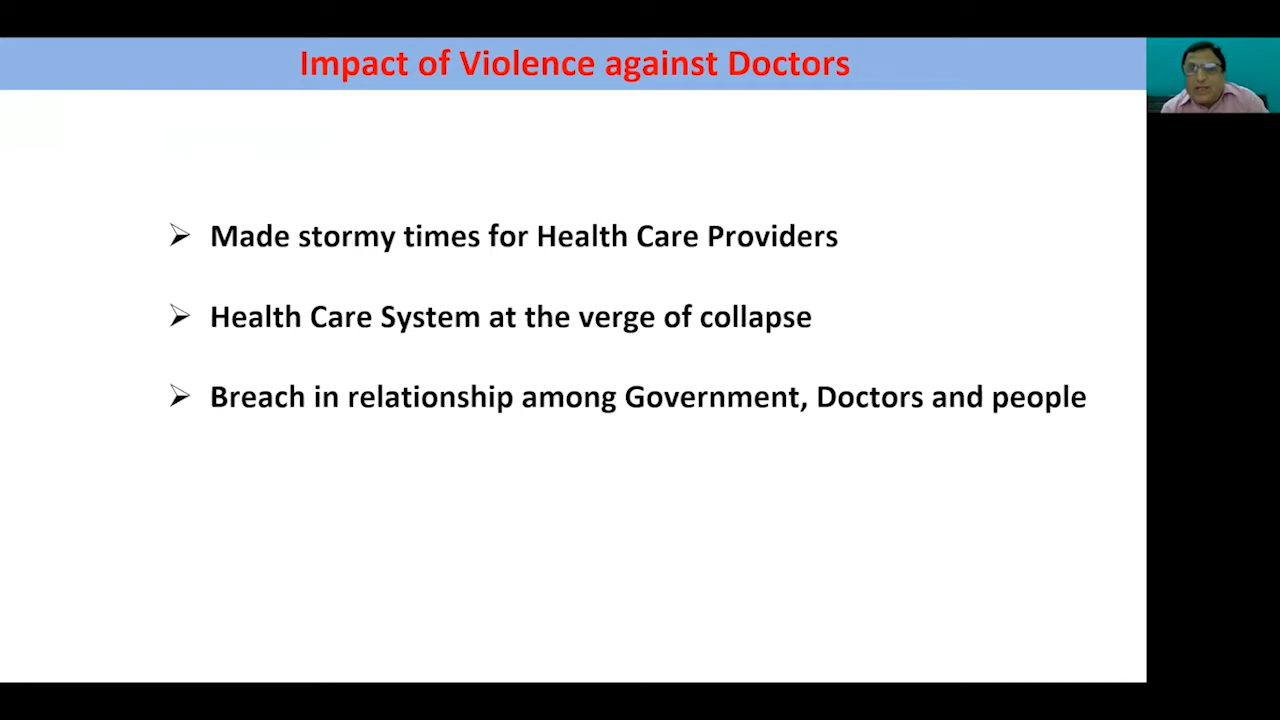 Impact of Violence against Doctors
➢ Made stormy times for Health Care Providers
➢ Health Care System at the verge of collapse
➢ Breach in relationship among Government, Doctors and people